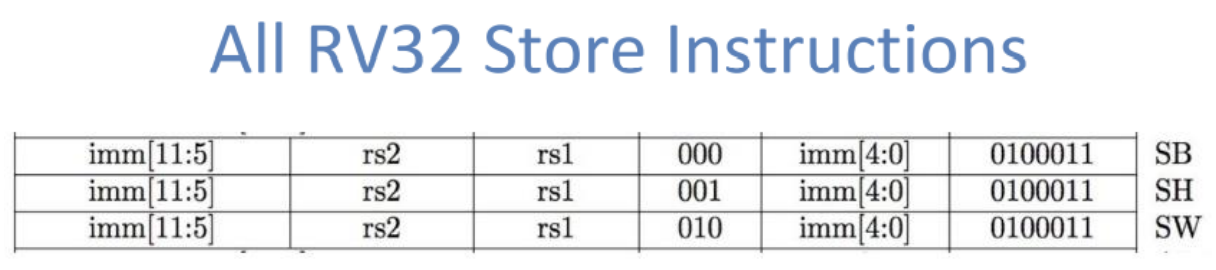 All RV32 Store Instructions
imm[11:5] rs2 rs1 000 imm[4:0] 0100011 SB
imm[11:5] rs2 rs1 001 imm[4:0] 0100011 SH
imm[11:5] rs2 rs1 010 imm[4:0] 0100011 SW